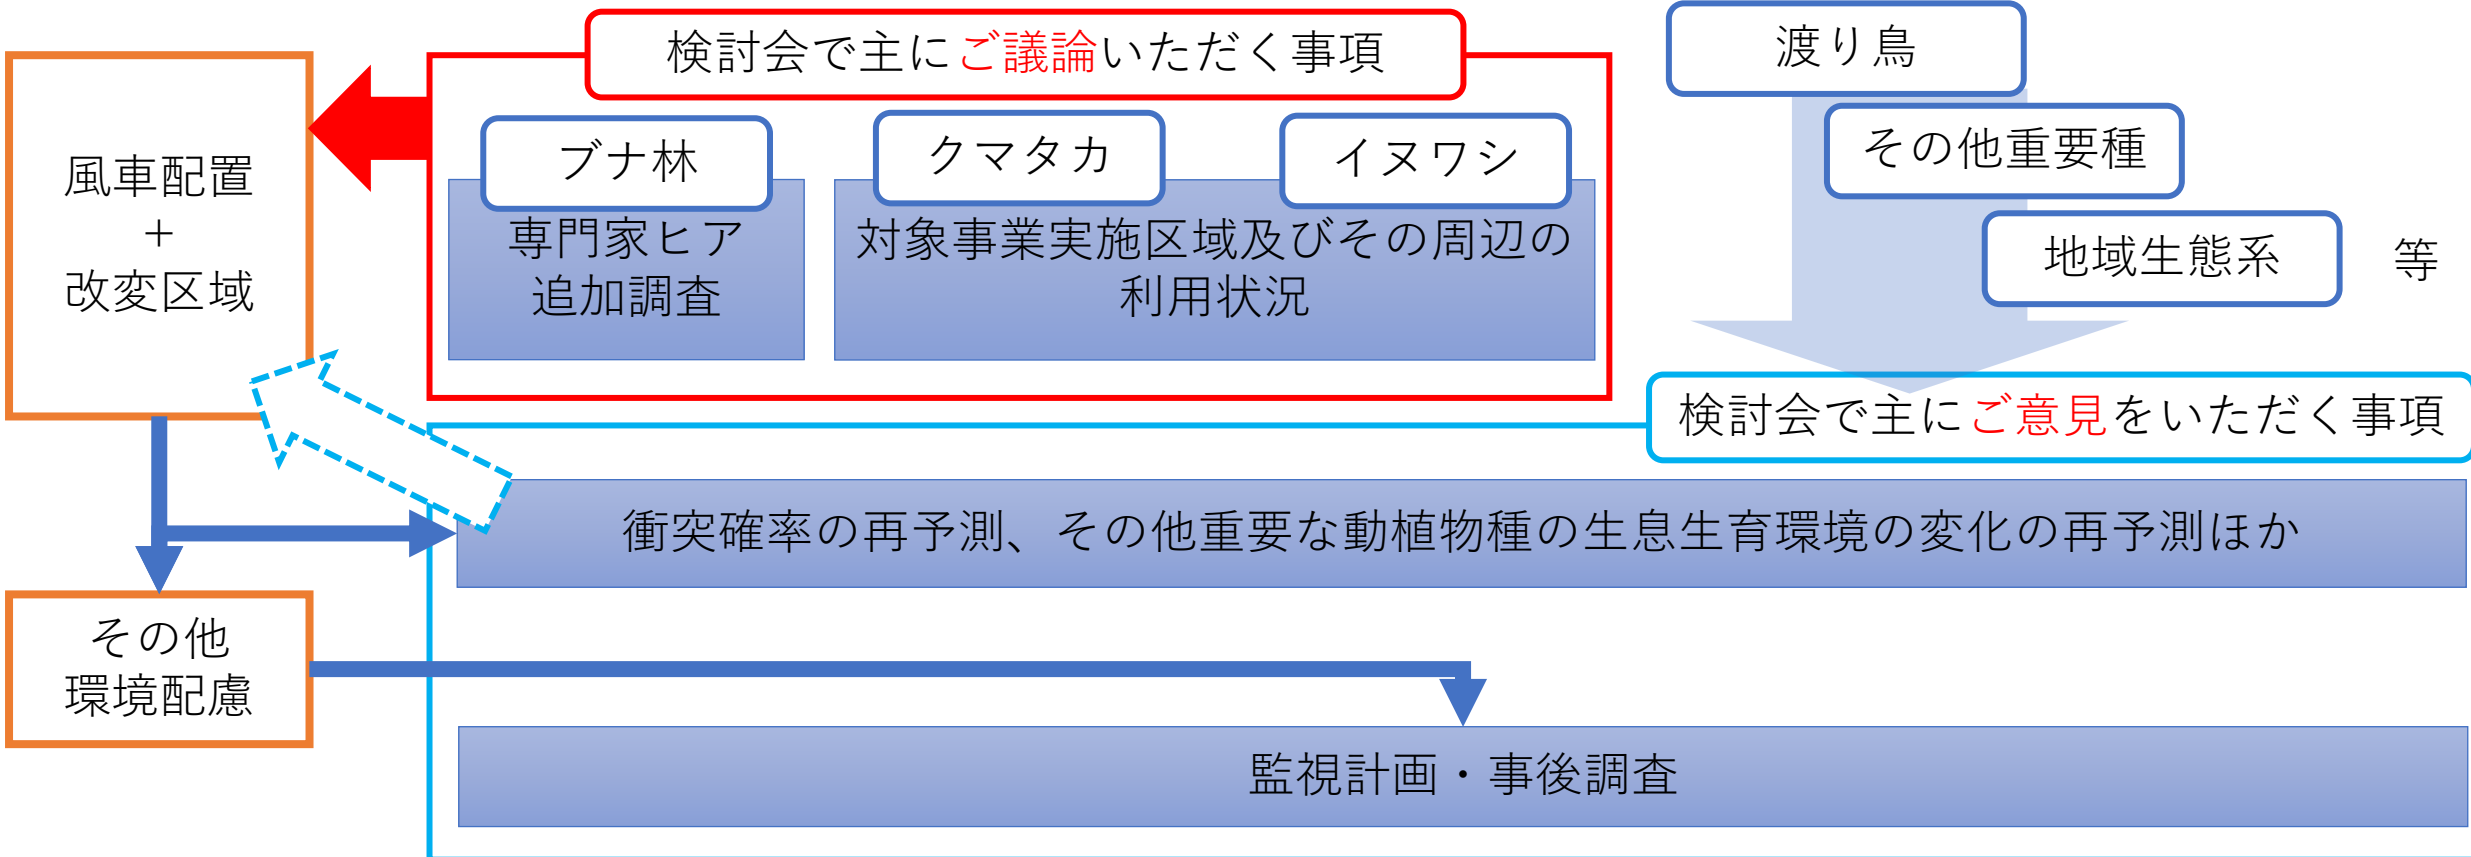 検討会で主にご議論いただく事項
渡り鳥
その他重要種
地域生態系
等
風車配置
+
改変区域
ブナ林
クマタカ
イヌワシ
専門家ヒア
追加調査
対象事業実施区域及びその周辺の
利用状況
検討会で主にご意見をいただく事項
衝突確率の再予測、その他重要な動植物種の生息生育環境の変化の再予測ほか
その他
環境配慮
監視計画・事後調査